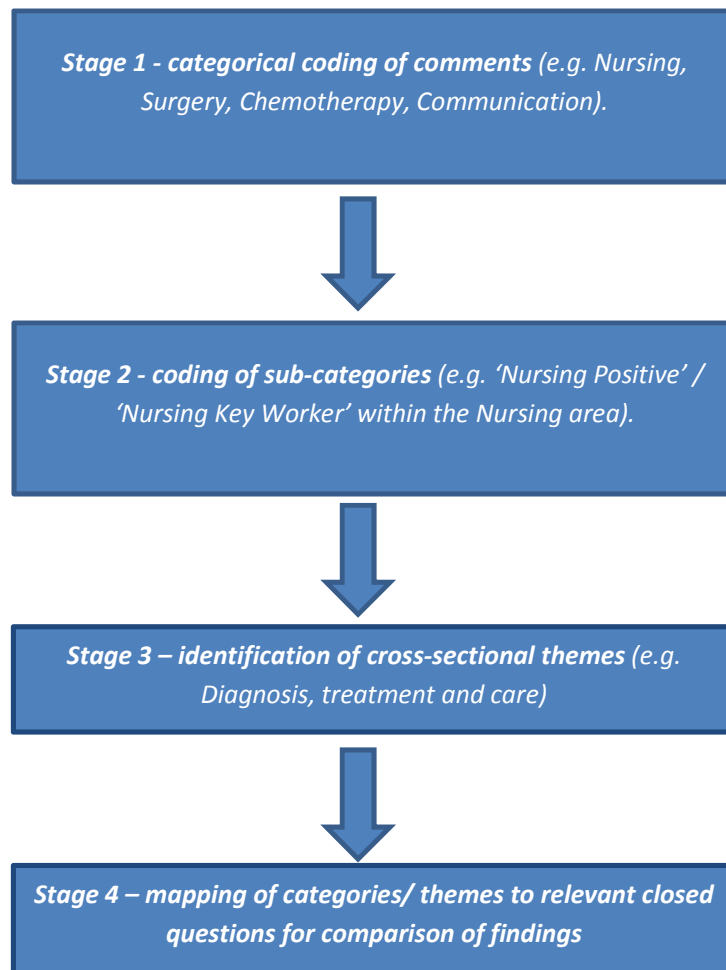 Stage 1 - categorical coding of comments (e.g. Nursing,
Surgery, Chemotherapy, Communication).
Stage 2 - coding of sub-categories (e.g. ‘Nursing Positive’ /
‘Nursing Key Worker’ within the Nursing area).
Stage 3 – identification of cross-sectional themes (e.g.
Diagnosis, treatment and care)
Stage 4 – mapping of categories/ themes to relevant closed
questions for comparison of findings